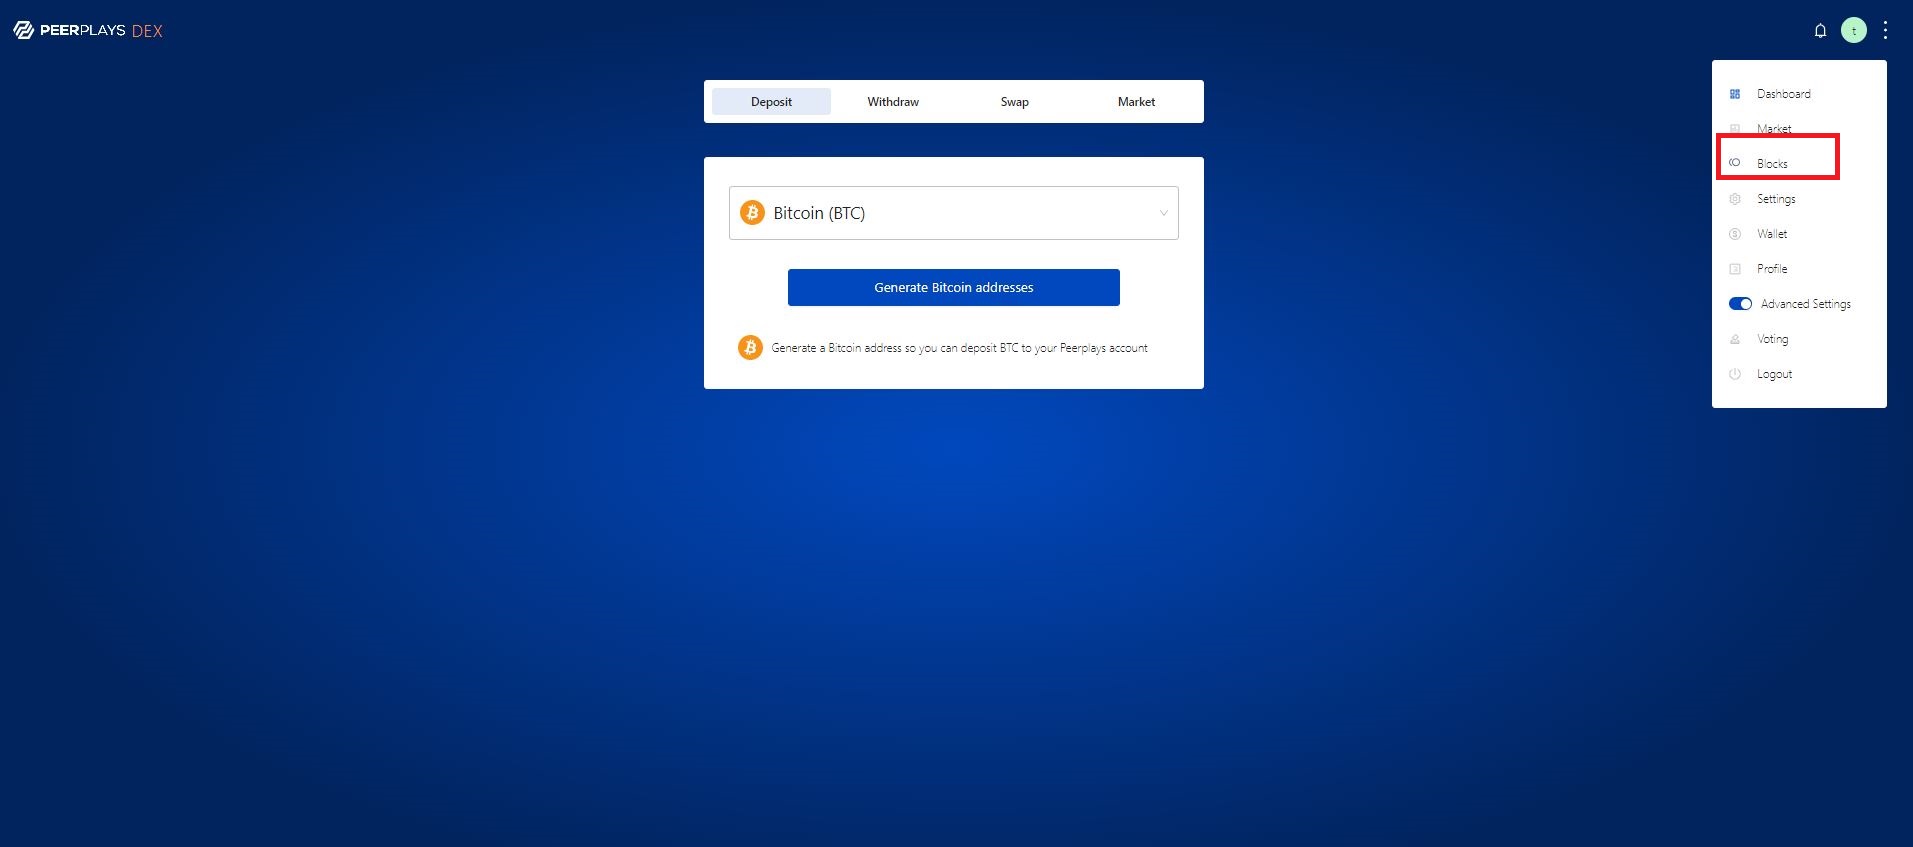 PEERPLAYS DEX
t
Deposit Withdraw Swap Market
Bitcoin (BTC)
Generate Bitcoin addresses
Generate a Bitcoin address so you can deposit BTC to your Peerplays account
Dashboard
Market
Blocks
Settings
Wallet
Profile
Advanced Settings
Voting
Logout